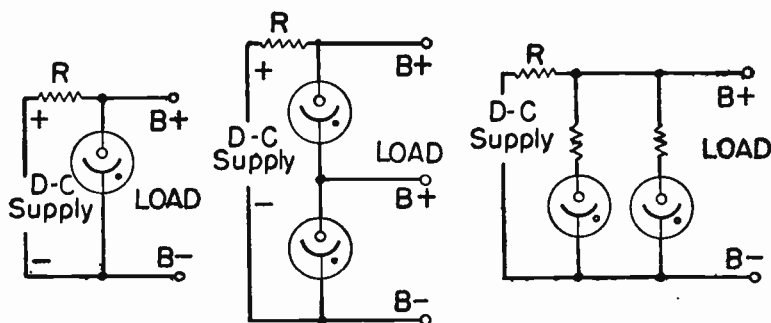 R
+
B+
D-C
Supply
LOAD
-
B-
R
+
B+
D-C
Supply
LOAD
-
B+
B-
R
B+
D-C
Supply
LOAD
B-